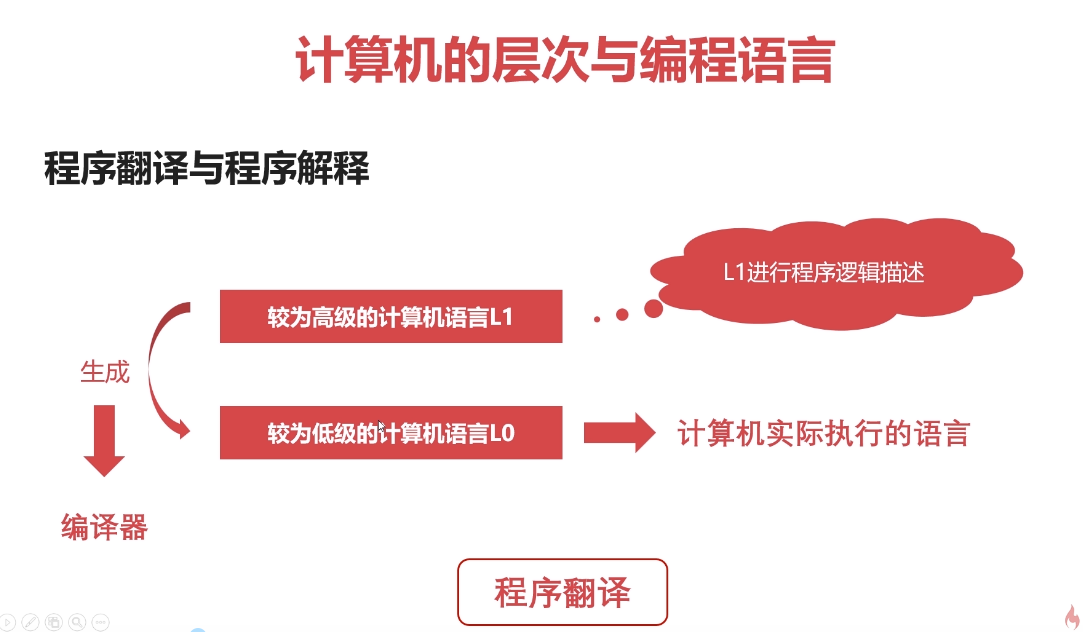 计算机的层次与编程语言
程序翻译与程序解释
L1进行程序逻辑描述
较为高级的计算机语言L1
生成
较为低级的计算机语言L0
计算机实际执行的语言
编译器
程序翻译